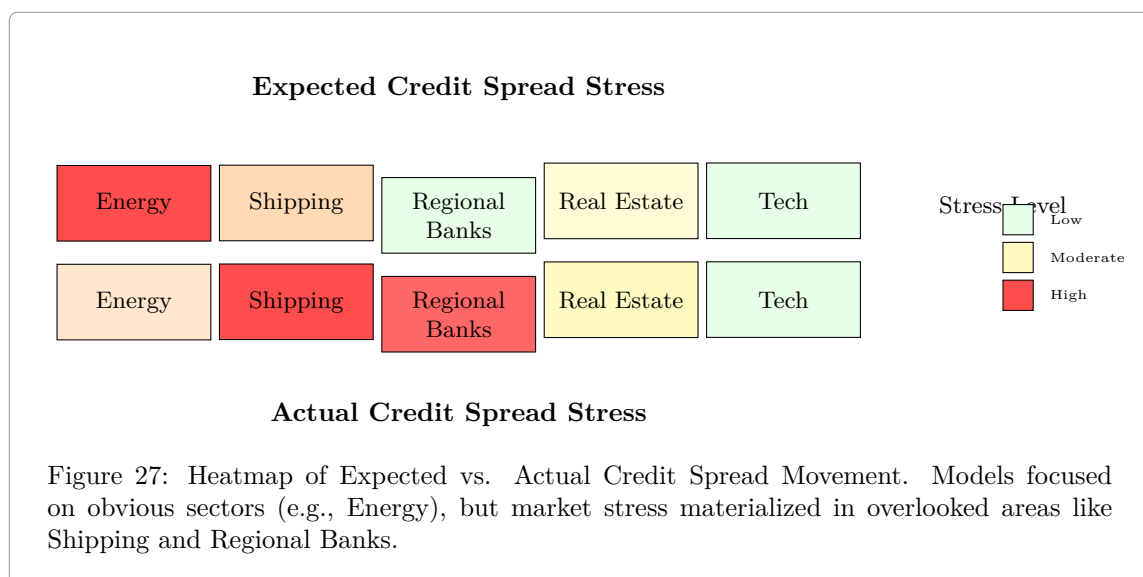 Expected Credit Spread Stress
Energy
Shipping
Regional
Banks
Real Estate
Tech
Stress Level
Low
Moderate
High
Energy
Shipping
Regional
Banks
Real Estate
Tech
Actual Credit Spread Stress
Figure 27: Heatmap of Expected vs. Actual Credit Spread Movement. Models focused
on obvious sectors (e.g., Energy), but market stress materialized in overlooked areas like
Shipping and Regional Banks.